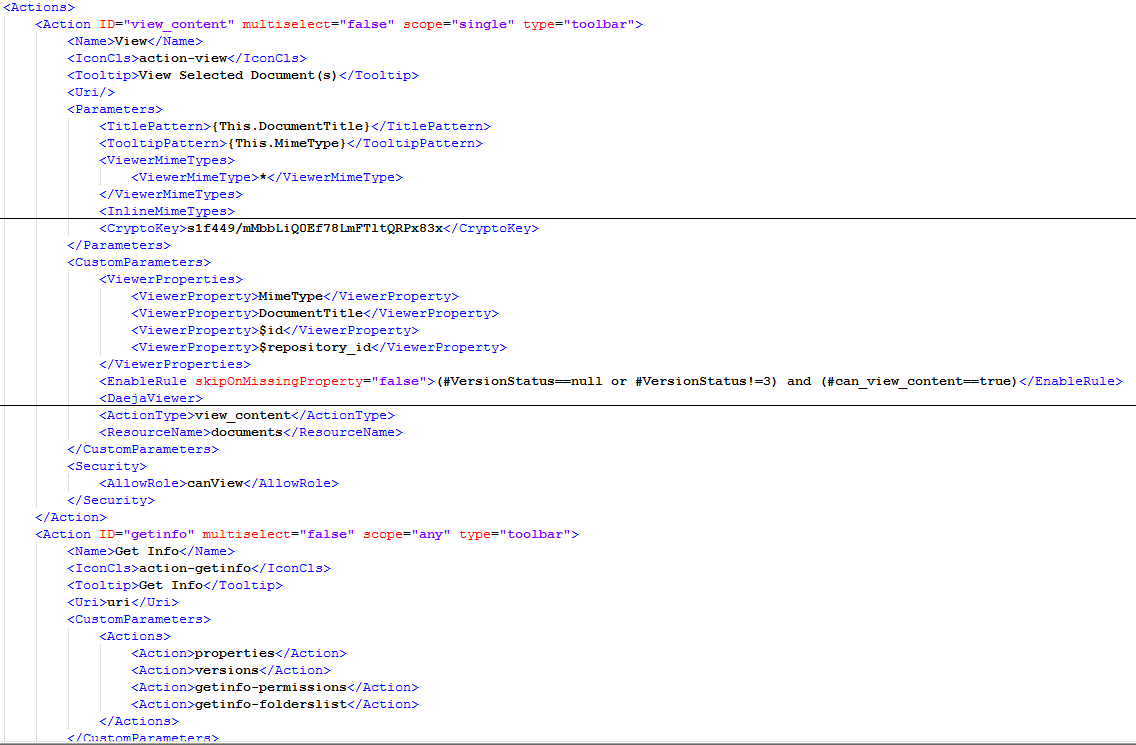 <Actions>
<Action ID="view_content" multiselect="false" scope="single" type="toolbar">
<Name>View</Name>
<IconCls>action-view</IconCls>
<Tooltip>View Selected Document(s)</Tooltip>
<Uri/>
<Parameters>
<TitlePattern>{This.DocumentTitle}</TitlePattern>
<TooltipPattern>{This.MimeType}</TooltipPattern>
<ViewerMimeTypes>
<ViewerMimeType>*</ViewerMimeType>
</ViewerMimeTypes>
<InlineMimeTypes>
<CryptoKey>s1f449/mMbbLiQ0Ef78LmFTltQRPx83x</CryptoKey>
</Parameters>
<CustomParameters>
<ViewerProperties>
<ViewerProperty>MimeType</ViewerProperty>
<ViewerProperty>DocumentTitle</ViewerProperty>
<ViewerProperty>$id</ViewerProperty>
<ViewerProperty>$repository_id</ViewerProperty>
</ViewerProperties>
<EnableRule skipOnMissingProperty="false">(#VersionStatus==null or #VersionStatus!=3) and (#can_view_content==true)</EnableRule>
<DaejaViewer>
<ActionType>view_content</ActionType>
<ResourceName>documents</ResourceName>
</CustomParameters>
<Security>
<AllowRole>canView</AllowRole>
</Security>
</Action>
<Action ID="getinfo" multiselect="false" scope="any" type="toolbar">
<Name>Get Info</Name>
<IconCls>action-getinfo</IconCls>
<Tooltip>Get Info</Tooltip>
<Uri>uri</Uri>
<CustomParameters>
<Actions>
<Action>properties</Action>
<Action>versions</Action>
<Action>getinfo-permissions</Action>
<Action>getinfo-folderslist</Action>
</Actions>
</CustomParameters>